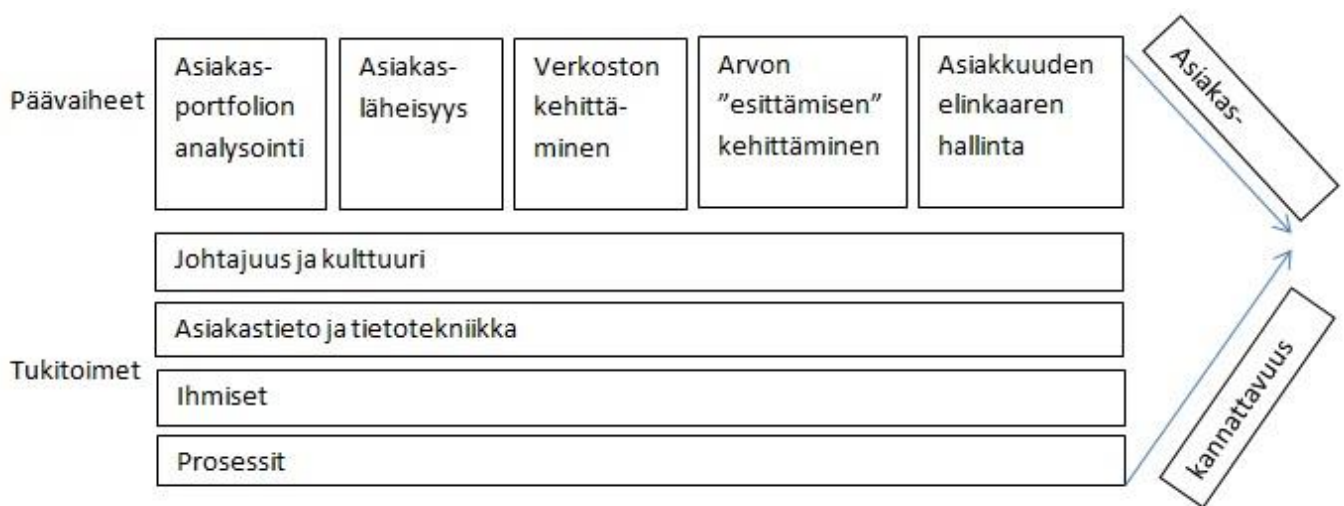 Päävaiheet
Asiakas-
portfolion
analysointi
Asiakas-
läheisyys
Verkoston
kehittä-
minen
Arvon
”esittämisen”
kehittäminen
Asiakkuuden
elinkaaren
hallinta
Asiakas-
Tukitoimet
Johtajuus ja kulttuuri
Asiakastieto ja tietotekniikka
Ihmiset
Prosessit
kannattavuus